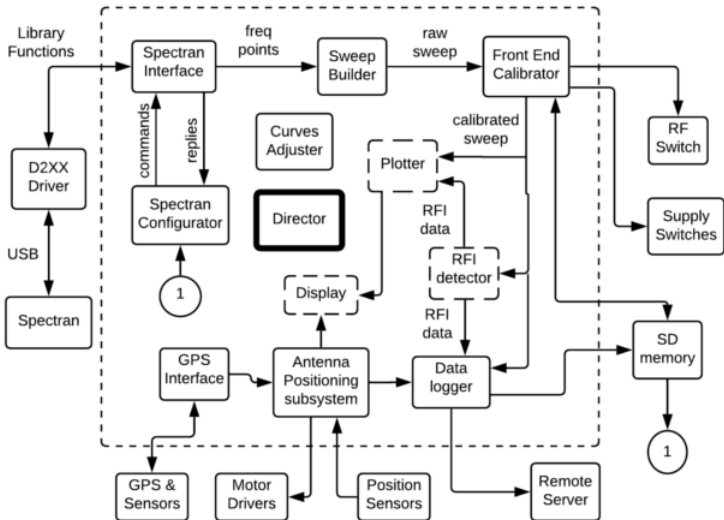 Library
Functions
Spectran
Interface
freq
points
Sweep
Builder
raw
sweep
Front End
Calibrator
commands
replies
Curves
Adjuster
calibrated
sweep
Plotter
RF
Switch
D2XX
Driver
Spectran
Configurator
Director
RFI
data
Supply
Switches
USB
1
Display
RFI
detector
Spectran
RFI
data
SD
memory
GPS
Interface
Antenna
Positioning
subsystem
Data
logger
1
GPS &
Sensors
Motor
Drivers
Position
Sensors
Remote
Server